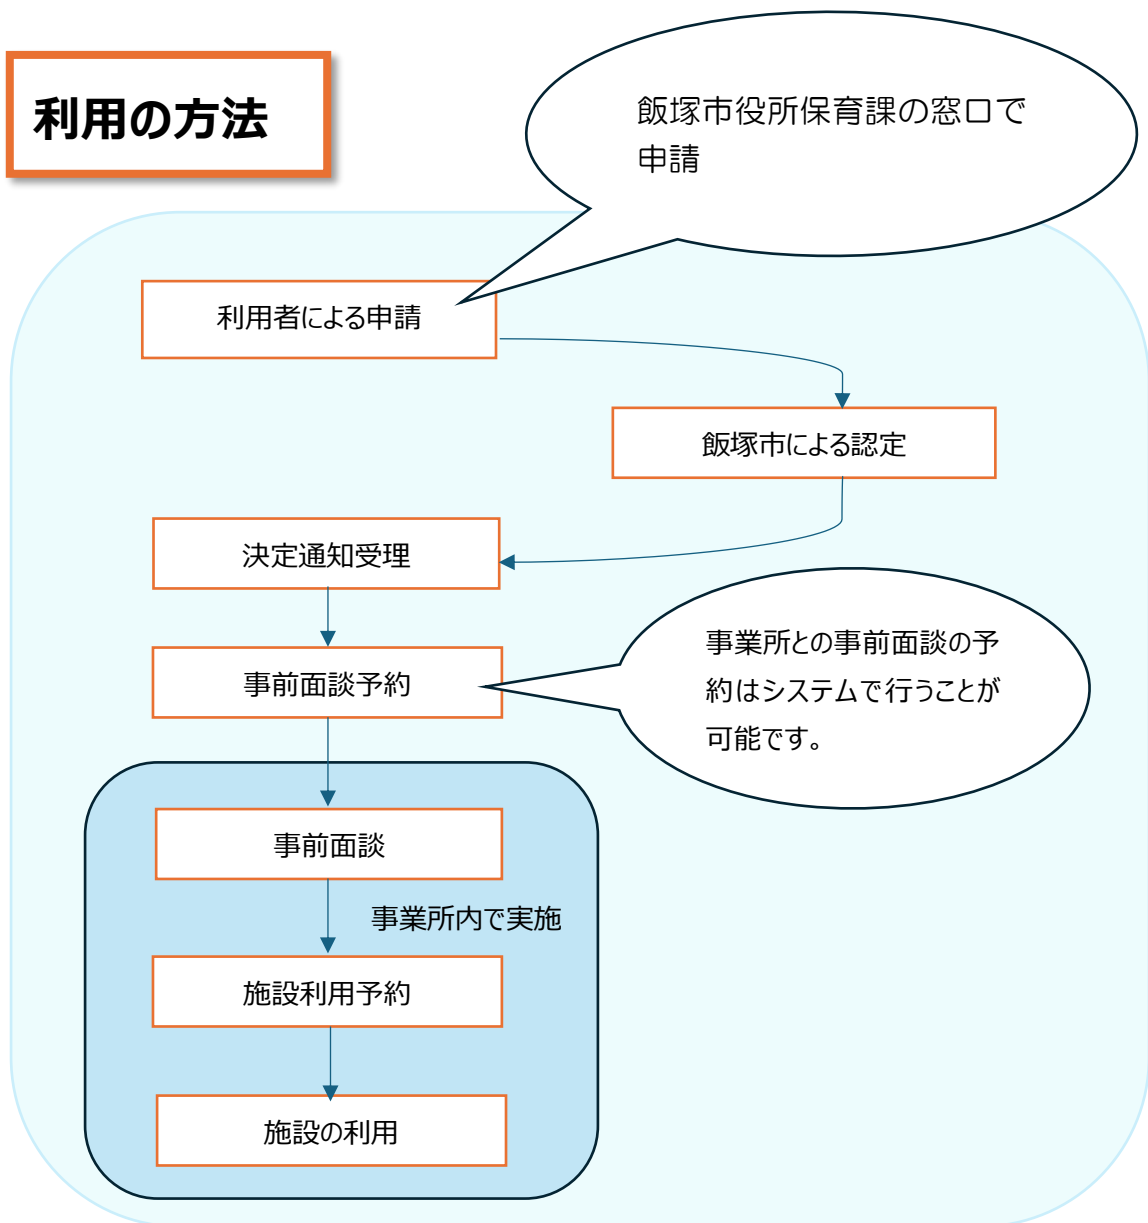 利用の方法
飯塚市役所保育課の窓口で
申請
利用者による申請
飯塚市による認定
決定通知受理
事前面談予約
事業所との事前面談の予
約はシステムで行うことが
可能です。
事前面談
事業所内で実施
施設利用予約
施設の利用